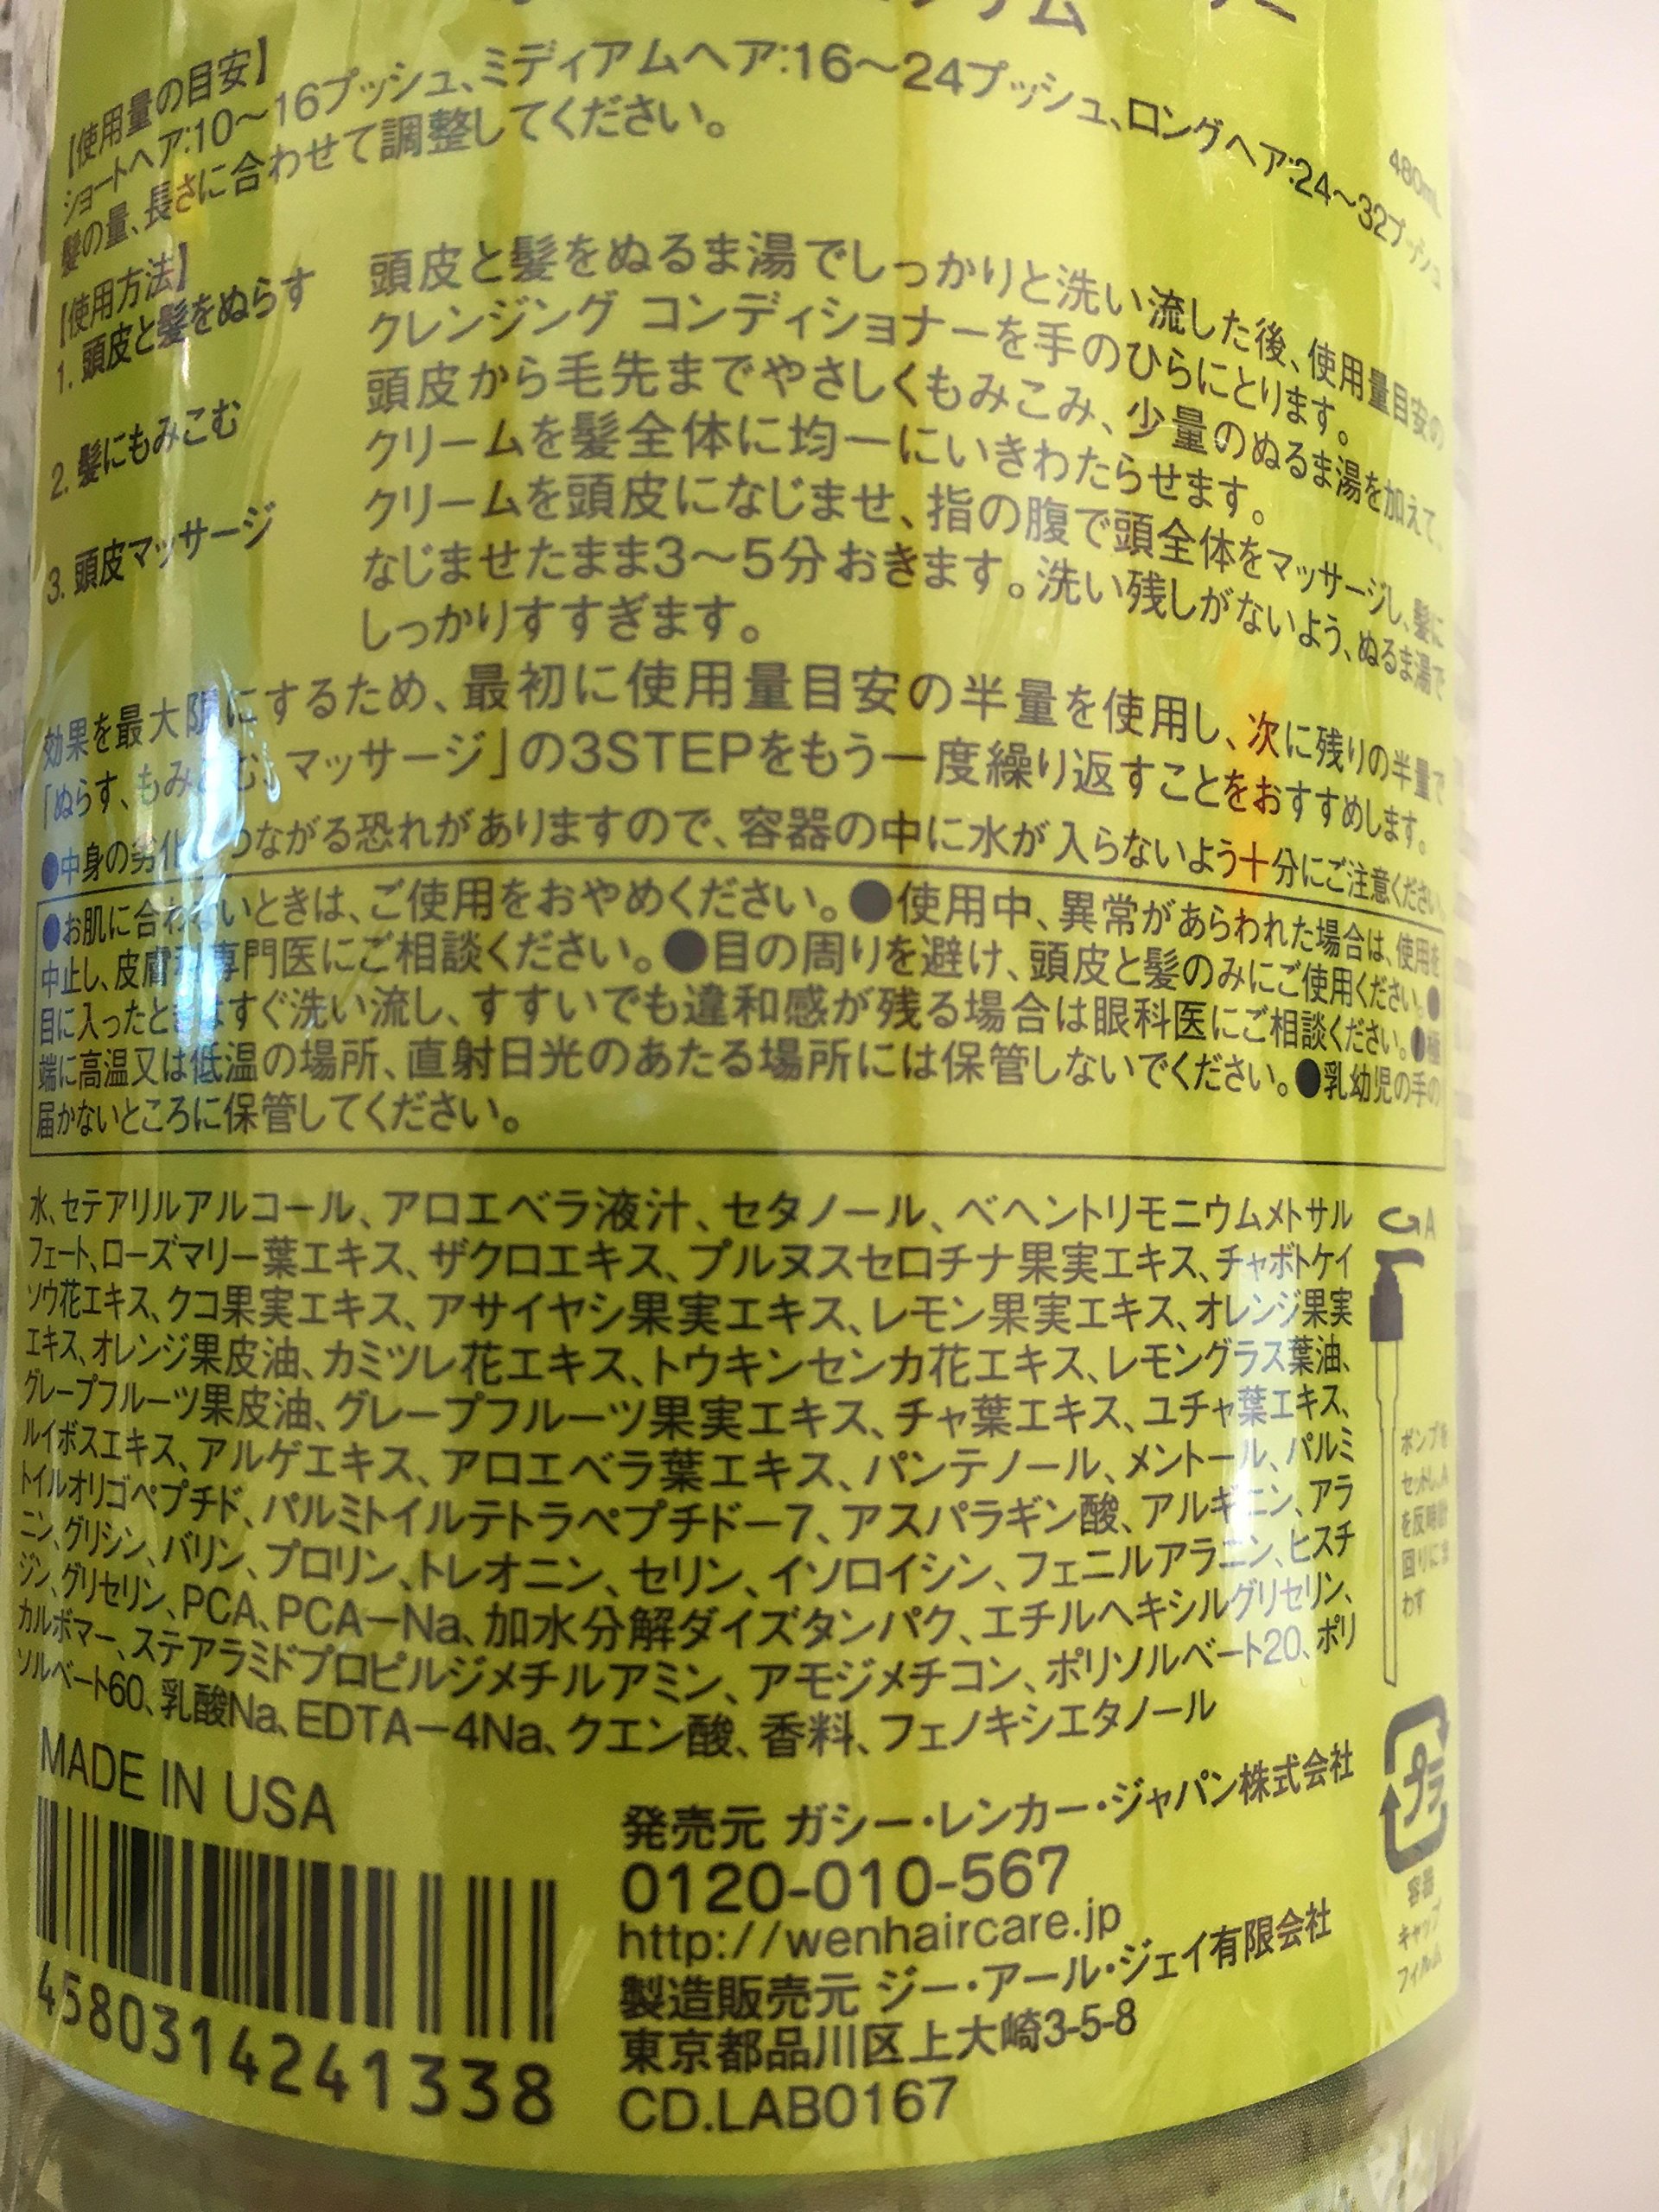 480mL
【使用量の目安】
ショートヘア:10～16プッシュ、ミディアムヘア:16～24プッシュ、ロングヘア:24～32プッシュ
髪の量、長さに合わせて調整してください。
【使用方法】
1. 頭皮と髪をぬらす 頭皮と髪をぬるま湯でしっかりと洗い流した後、使用量目安の
クレンジング コンディショナーを手のひらにとります。
2. 髪にもみこむ 頭皮から毛先までやさしくもみこみ、少量のぬるま湯を加えて、
クリームを髪全体に均一にいきわたらせます。
3. 頭皮マッサージ クリームを頭皮になじませ、指の腹で頭全体をマッサージし、髪に
なじませたまま3～5分おきます。洗い残しがないよう、ぬるま湯で
しっかりすすぎます。
効果を最大限にするため、最初に使用量目安の半量を使用し、次に残りの半量で
「ぬらす、もみこむ、マッサージ」の3STEPをもう一度繰り返すことをおすすめします。
●中身の劣化につながる恐れがありますので、容器の中に水が入らないよう十分にご注意ください。
●お肌に合わないときは、ご使用をおやめください。●使用中、異常があらわれた場合は、使用を
中止し、皮膚科専門医にご相談ください。●目の周りを避け、頭皮と髪のみにご使用ください。●
目に入ったときはすぐ洗い流し、すすいでも違和感が残る場合は眼科医にご相談ください。●極
端に高温又は低温の場所、直射日光のあたる場所には保管しないでください。●乳幼児の手の
届かないところに保管してください。
水、セテアリルアルコール、アロエベラ液汁、セタノール、ベヘントリモニウムメトサル
フェート、ローズマリー葉エキス、ザクロエキス、プルヌスセロチナ果実エキス、チャボトケイ
ソウ花エキス、クコ果実エキス、アサイヤシ果実エキス、レモン果実エキス、オレンジ果実
エキス、オレンジ果皮油、カミツレ花エキス、トウキンセンカ花エキス、レモングラス葉油、
グレープフルーツ果皮油、グレープフルーツ果実エキス、チャ葉エキス、ユチャ葉エキス、
ルイボスエキス、アルゲエキス、アロエベラ葉エキス、パンテノール、メントール、パルミ
トイルオリゴペプチド、パルミトイルテトラペプチドー7、アスパラギン酸、アルギニン、アラ
ニン、グリシン、バリン、プロリン、トレオニン、セリン、イソロイシン、フェニルアラニン、ヒスチ
ジン、グリセリン、PCA、PCAーNa、加水分解ダイズタンパク、エチルヘキシルグリセリン、
カルボマー、ステアラミドプロピルジメチルアミン、アモジメチコン、ポリソルベート20、ポリ
ソルベート60、乳酸Na、EDTAー4Na、クエン酸、香料、フェノキシエタノール
A
ポンプを
セットし、A
を反時計
回りにま
わす
プラ
容器
キャップ
フィルム
MADE IN USA
4580314241338
発売元 ガシー・レンカー・ジャパン株式会社
0120-010-567
http://wenhaircare.jp
製造販売元 ジー・アール・ジェイ有限会社
東京都品川区上大崎3-5-8
CD.LAB0167